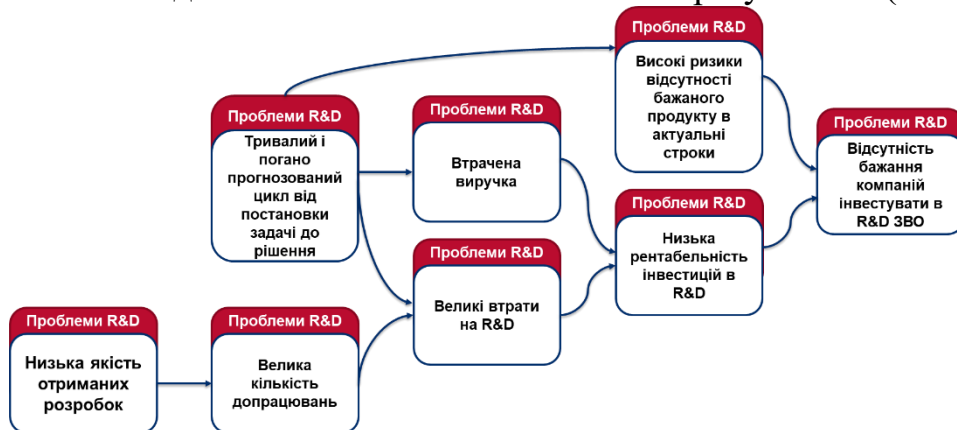 Проблеми R&D
Високі ризики
відсутності
бажаного
продукту в
актуальні
строки
Проблеми R&D
Тривалий і
погано
прогнозований
цикл від
постановки
задачі до
рішення
Проблеми R&D
Втрачена
виручка
Проблеми R&D
Відсутність
бажання
компаній
інвестувати в
R&D ЗВО
Проблеми R&D
Низька
рентабельність
інвестицій в
R&D
Проблеми R&D
Великі втрати
на R&D
Проблеми R&D
Низька якість
отриманих
розробок
Проблеми R&D
Велика
кількість
допрацювань